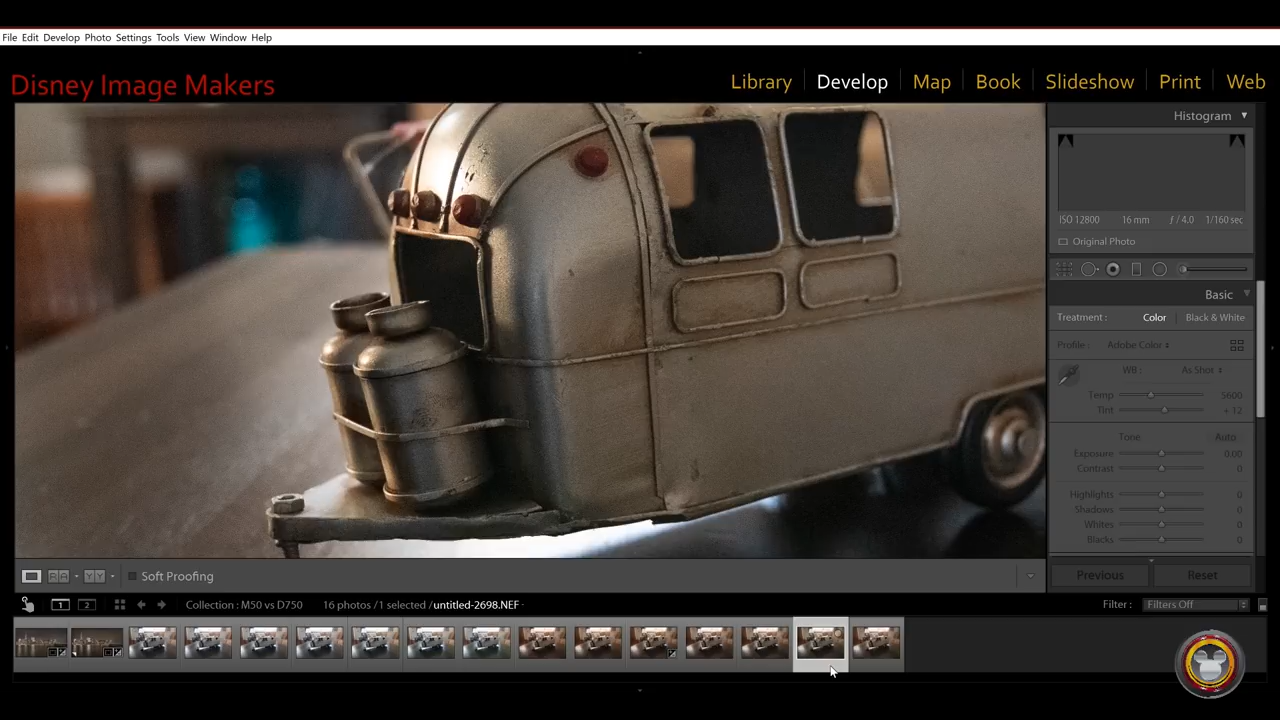 File Edit Develop Photo Settings Tools View Window Help
Disney Image Makers
Library Develop Map Book Slideshow Print Web
Histogram
ISO 12800 16 mm ƒ / 4.0 1/160 sec
Original Photo
Basic
Treatment : Color Black & White
Profile : Adobe Color
WB : As Shot
Temp 5600
Tint + 12
Tone Auto
Exposure 0.00
Contrast 0
Highlights 0
Shadows 0
Whites 0
Blacks 0
Soft Proofing
Previous Reset
1 2 Collection : M50 vs D750 16 photos / 1 selected / untitled-2698.NEF
Filter : Filters Off